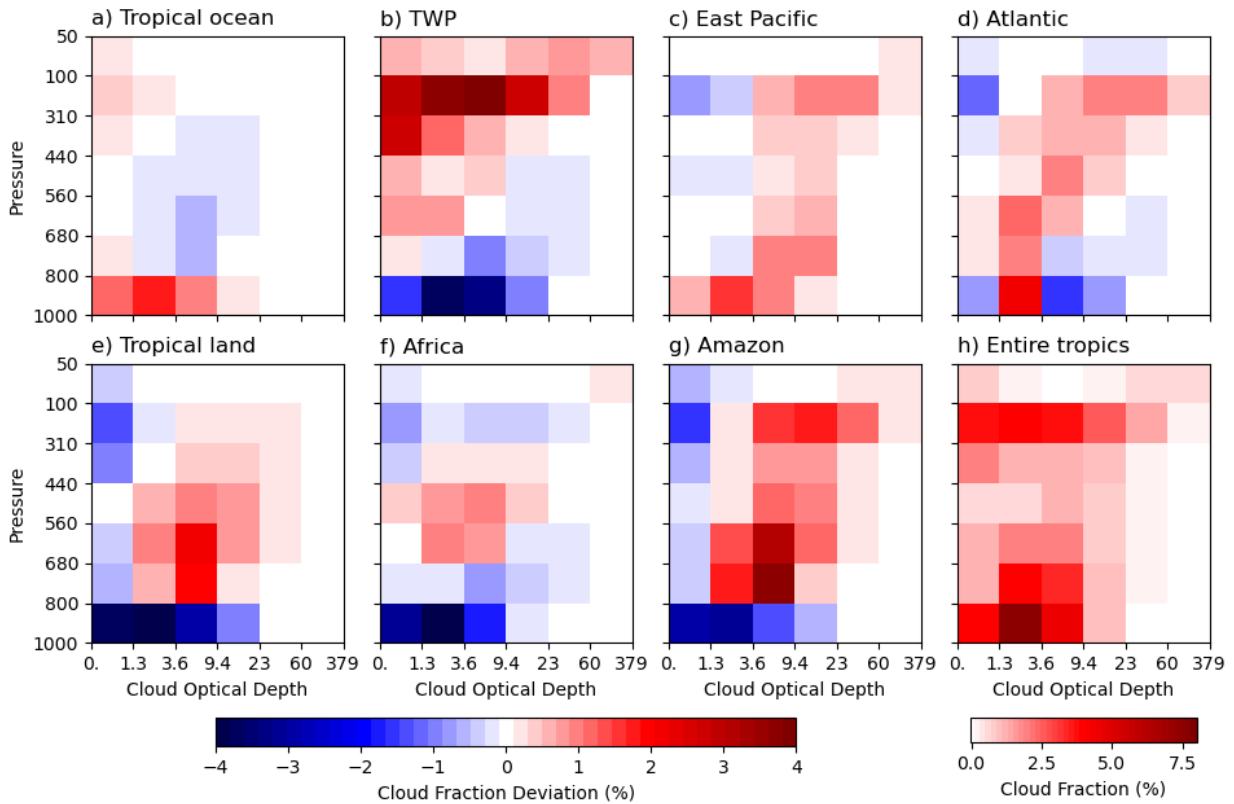 a) Tropical ocean
b) TWP
c) East Pacific
d) Atlantic
50
100
310
440
560
680
800
1000
Pressure
e) Tropical land
f) Africa
g) Amazon
h) Entire tropics
50
100
310
440
560
680
800
1000
Pressure
0. 1.3 3.6 9.4 23 60 379
0. 1.3 3.6 9.4 23 60 379
0. 1.3 3.6 9.4 23 60 379
0. 1.3 3.6 9.4 23 60 379
Cloud Optical Depth
Cloud Optical Depth
Cloud Optical Depth
Cloud Optical Depth
−4 −3 −2 −1 0 1 2 3 4
Cloud Fraction Deviation (%)
0.0 2.5 5.0 7.5
Cloud Fraction (%)